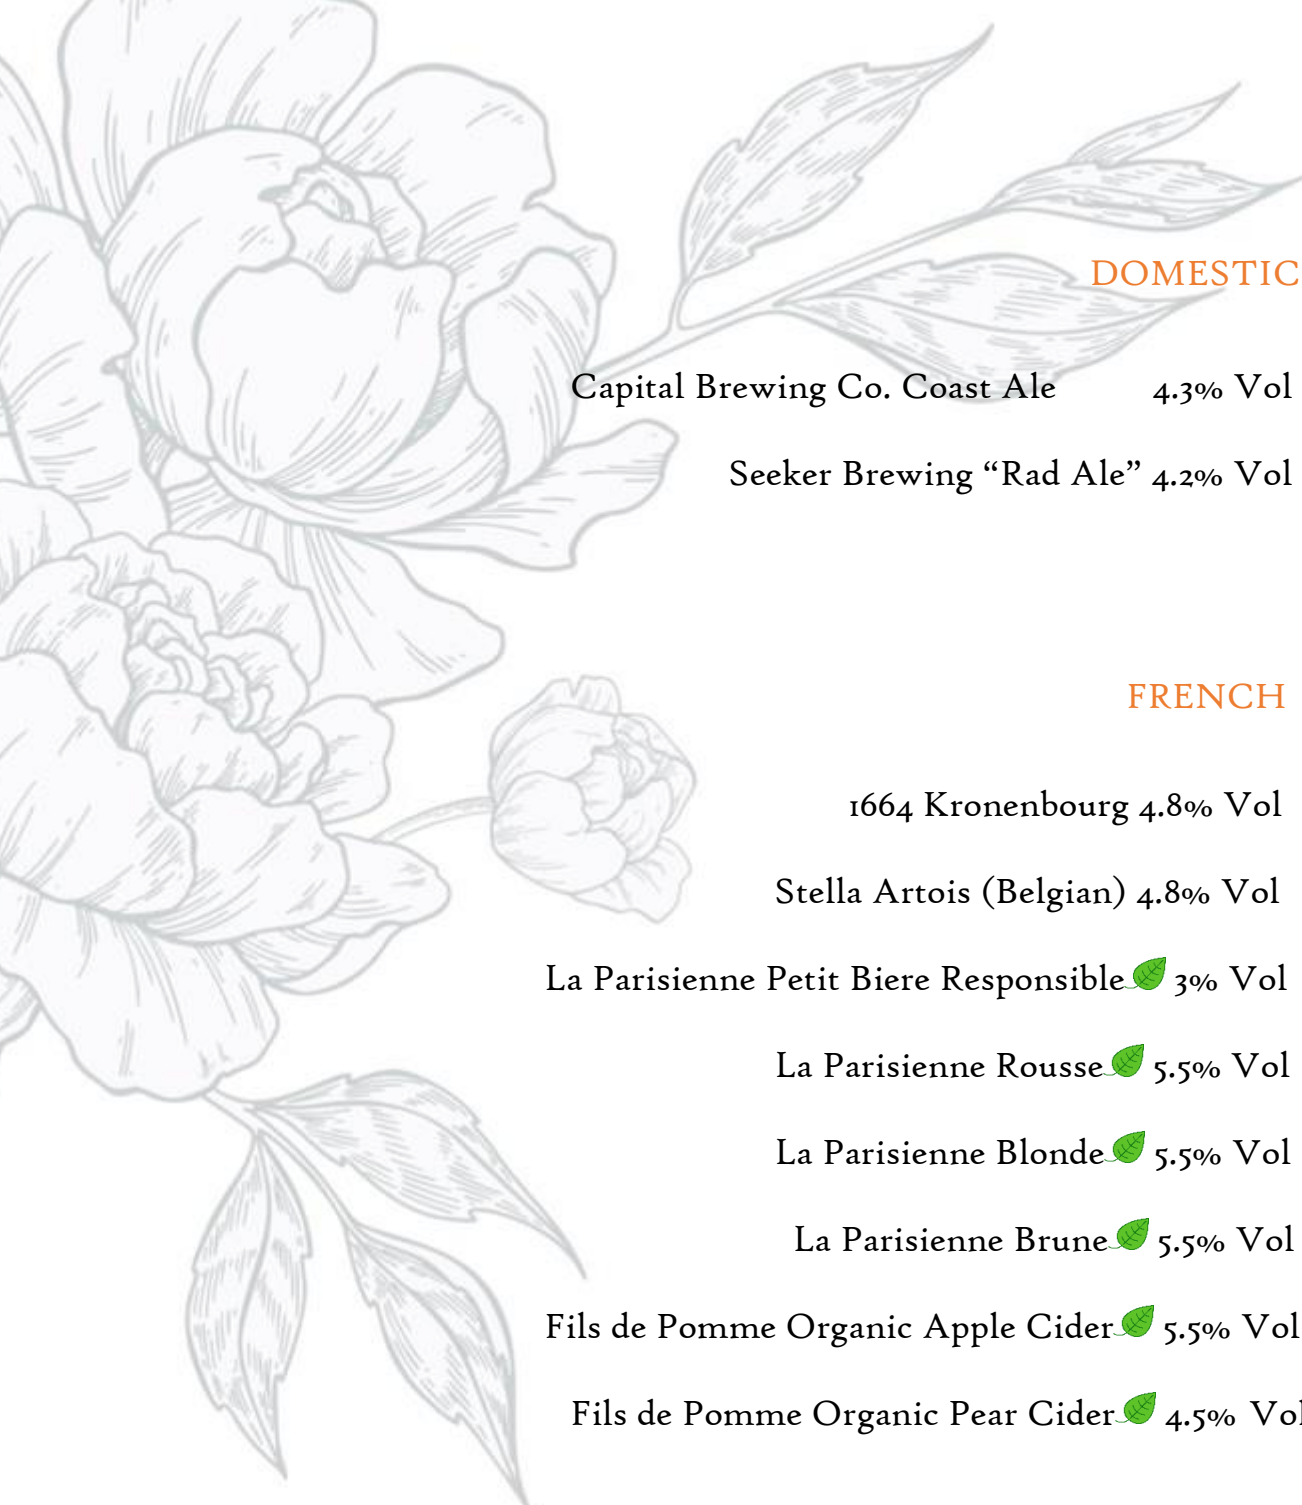 DOMESTIC
Capital Brewing Co. Coast Ale 4.3% Vol
Seeker Brewing “Rad Ale” 4.2% Vol
FRENCH
1664 Kronenbourg 4.8% Vol
Stella Artois (Belgian) 4.8% Vol
La Parisienne Petit Biere Responsible 3% Vol
La Parisienne Rousse 5.5% Vol
La Parisienne Blonde 5.5% Vol
La Parisienne Brune 5.5% Vol
Fils de Pomme Organic Apple Cider 5.5% Vol
Fils de Pomme Organic Pear Cider 4.5% Vol